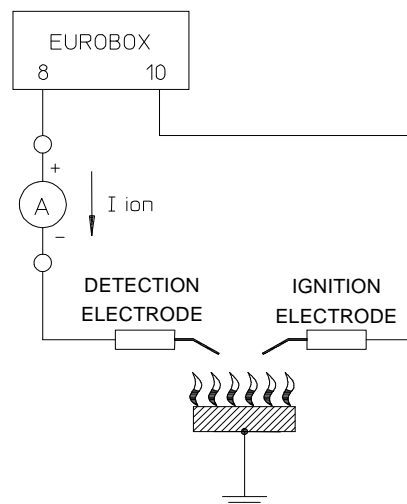 EUROBOX
8 10
+
A I ion
-
DETECTION ELECTRODE
IGNITION ELECTRODE